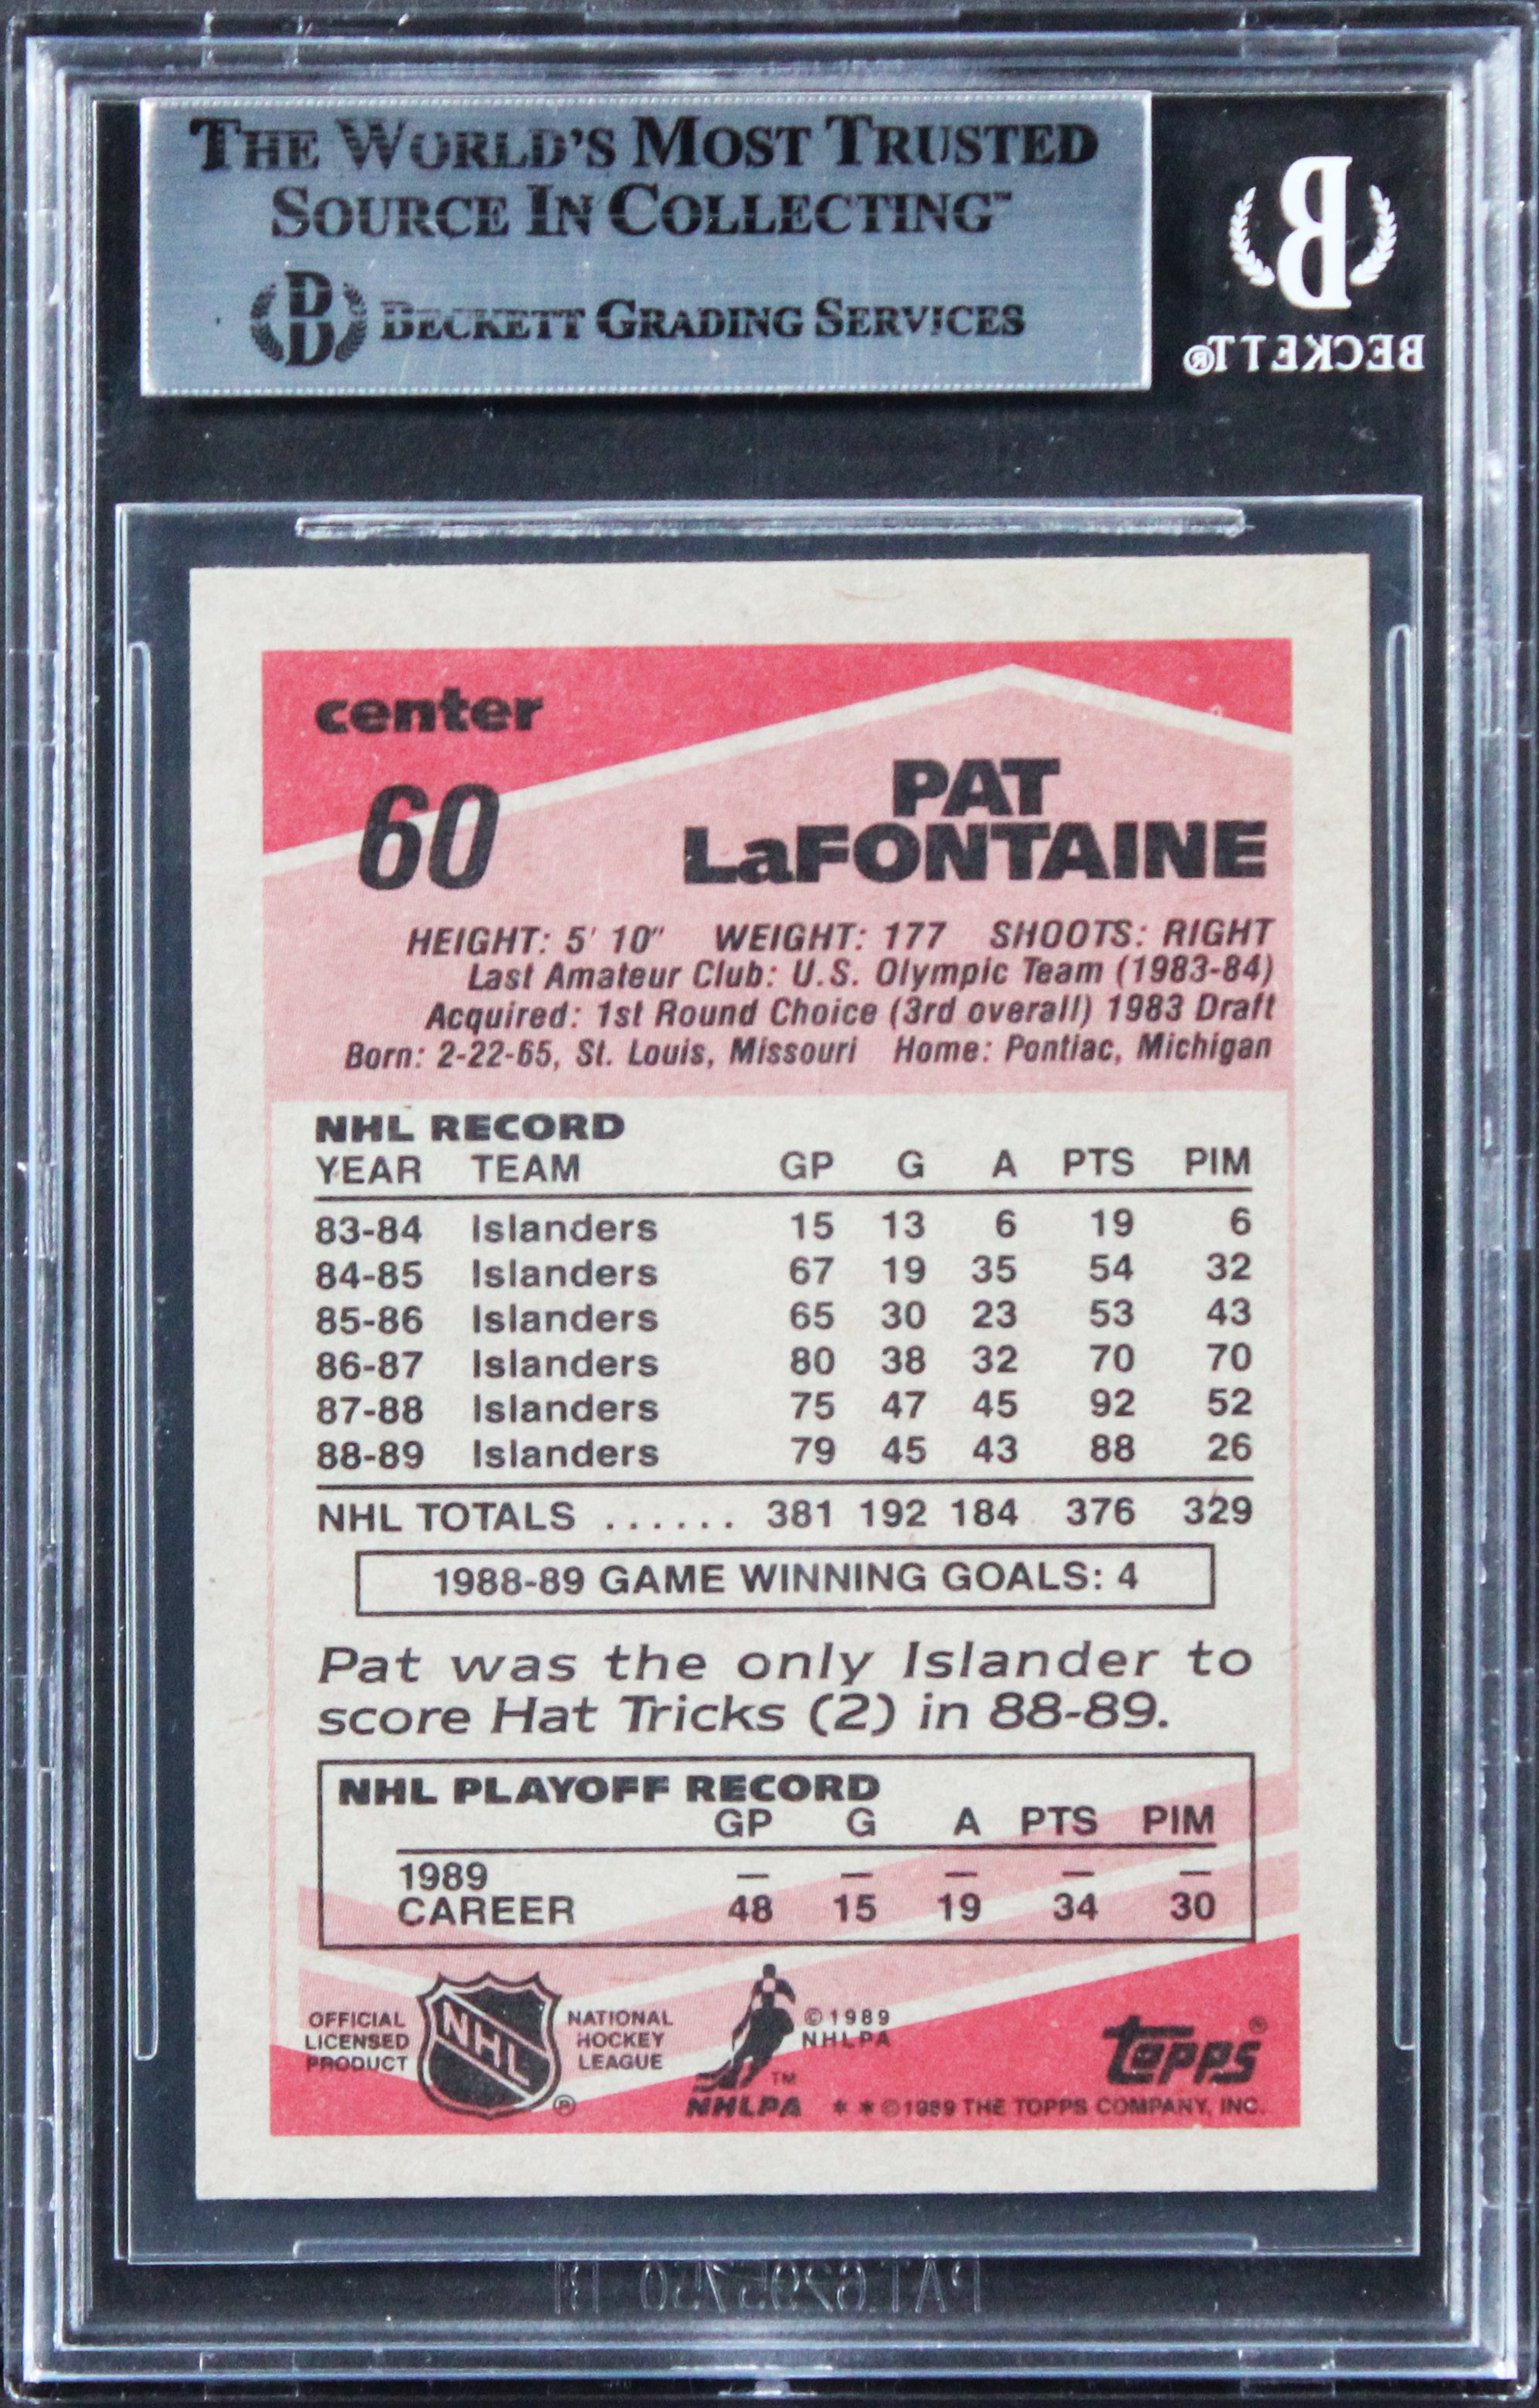 THE WORLD'S MOST TRUSTED
SOURCE IN COLLECTING™
B BECKETT GRADING SERVICES
B
BECKETT®
center
60
PAT
LaFONTAINE
HEIGHT: 5' 10" WEIGHT: 177 SHOOTS: RIGHT
Last Amateur Club: U.S. Olympic Team (1983-84)
Acquired: 1st Round Choice (3rd overall) 1983 Draft
Born: 2-22-65, St. Louis, Missouri Home: Pontiac, Michigan
NHL RECORD
YEAR TEAM GP G A PTS PIM
83-84 Islanders 15 13 6 19 6
84-85 Islanders 67 19 35 54 32
85-86 Islanders 65 30 23 53 43
86-87 Islanders 80 38 32 70 70
87-88 Islanders 75 47 45 92 52
88-89 Islanders 79 45 43 88 26
NHL TOTALS ...... 381 192 184 376 329
1988-89 GAME WINNING GOALS: 4
Pat was the only Islander to
score Hat Tricks (2) in 88-89.
NHL PLAYOFF RECORD
GP G A PTS PIM
1989 — — — — —
CAREER 48 15 19 34 30
OFFICIAL
LICENSED
PRODUCT
NHL
®
NATIONAL
HOCKEY
LEAGUE
©1989
NHLPA
TM
NHLPA
topps®
* * ©1989 THE TOPPS COMPANY, INC.